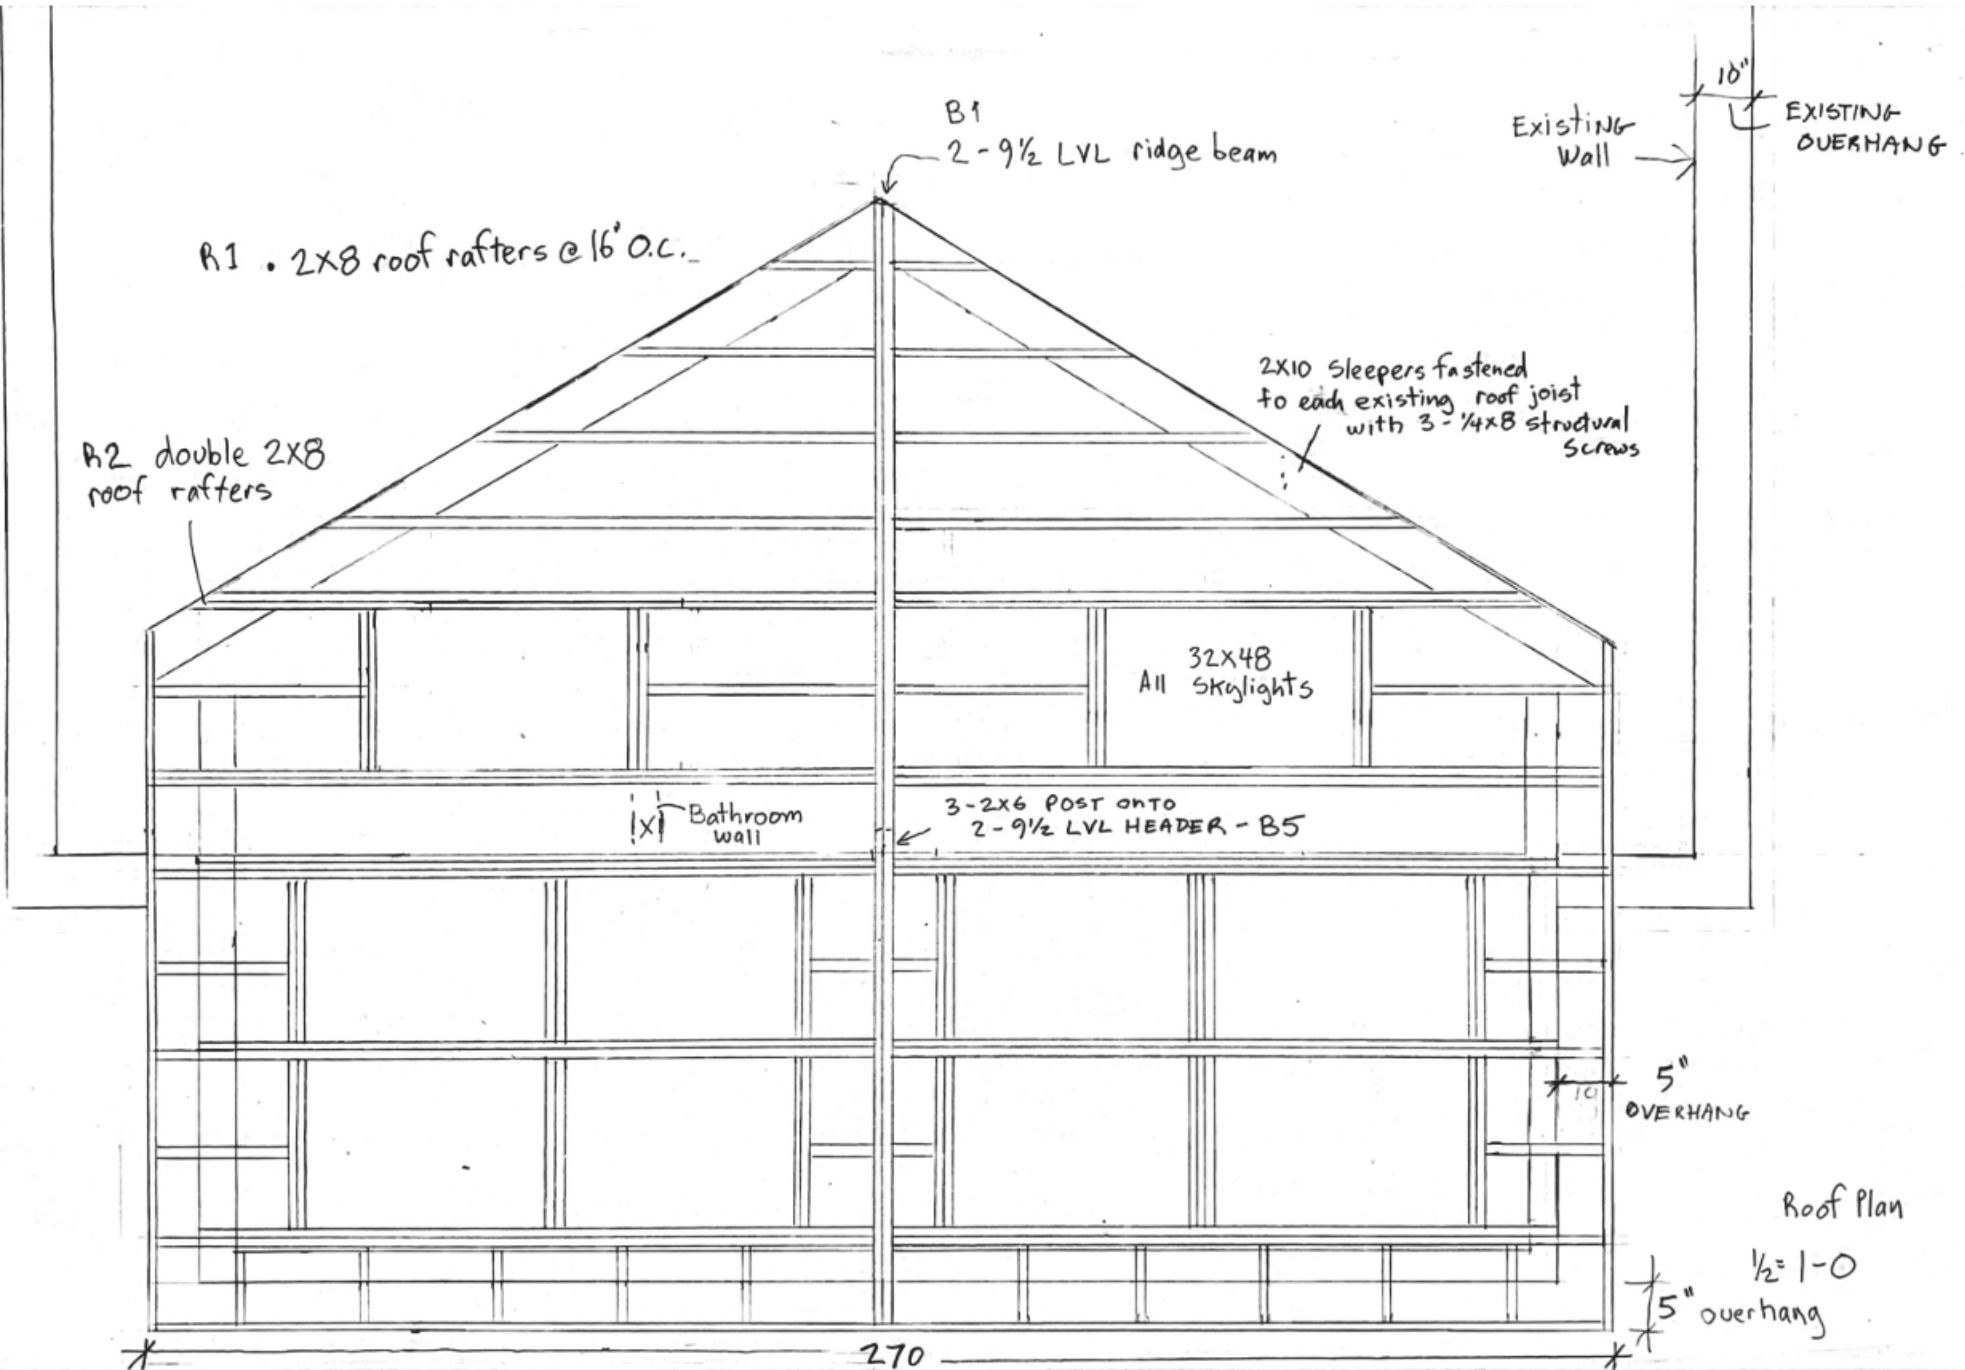 10"
EXISTING
OVERHANG
Existing
Wall
B1
2-9½ LVL ridge beam
R1 . 2X8 roof rafters @ 16' O.C.
2X10 Sleepers fastened
to each existing roof joist
with 3-¼x8 structural
Screws
R2 double 2X8
roof rafters
32X48
All Skylights
3-2X6 POST onTO
2-9½ LVL HEADER - B5
X
Bathroom
wall
5"
10
OVERHANG
Roof Plan
½=1-0
5" overhang
270